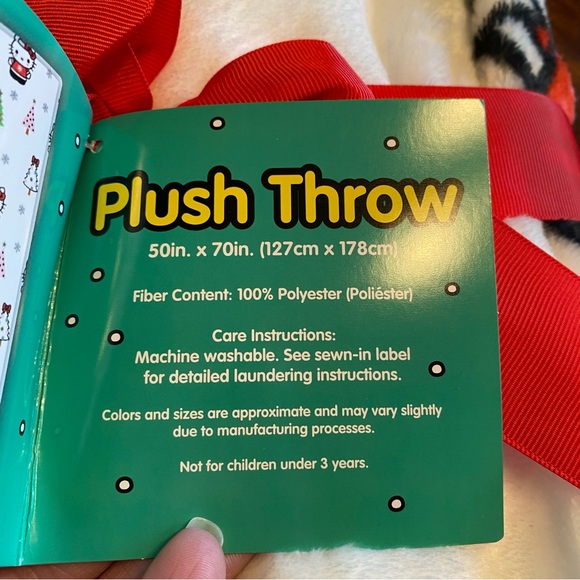 Plush Throw
50in. x 70in. (127cm x 178cm)
Fiber Content: 100% Polyester (Poliéster)
Care Instructions:
Machine washable. See sewn-in label
for detailed laundering instructions.
Colors and sizes are approximate and may vary slightly
due to manufacturing processes.
Not for children under 3 years.